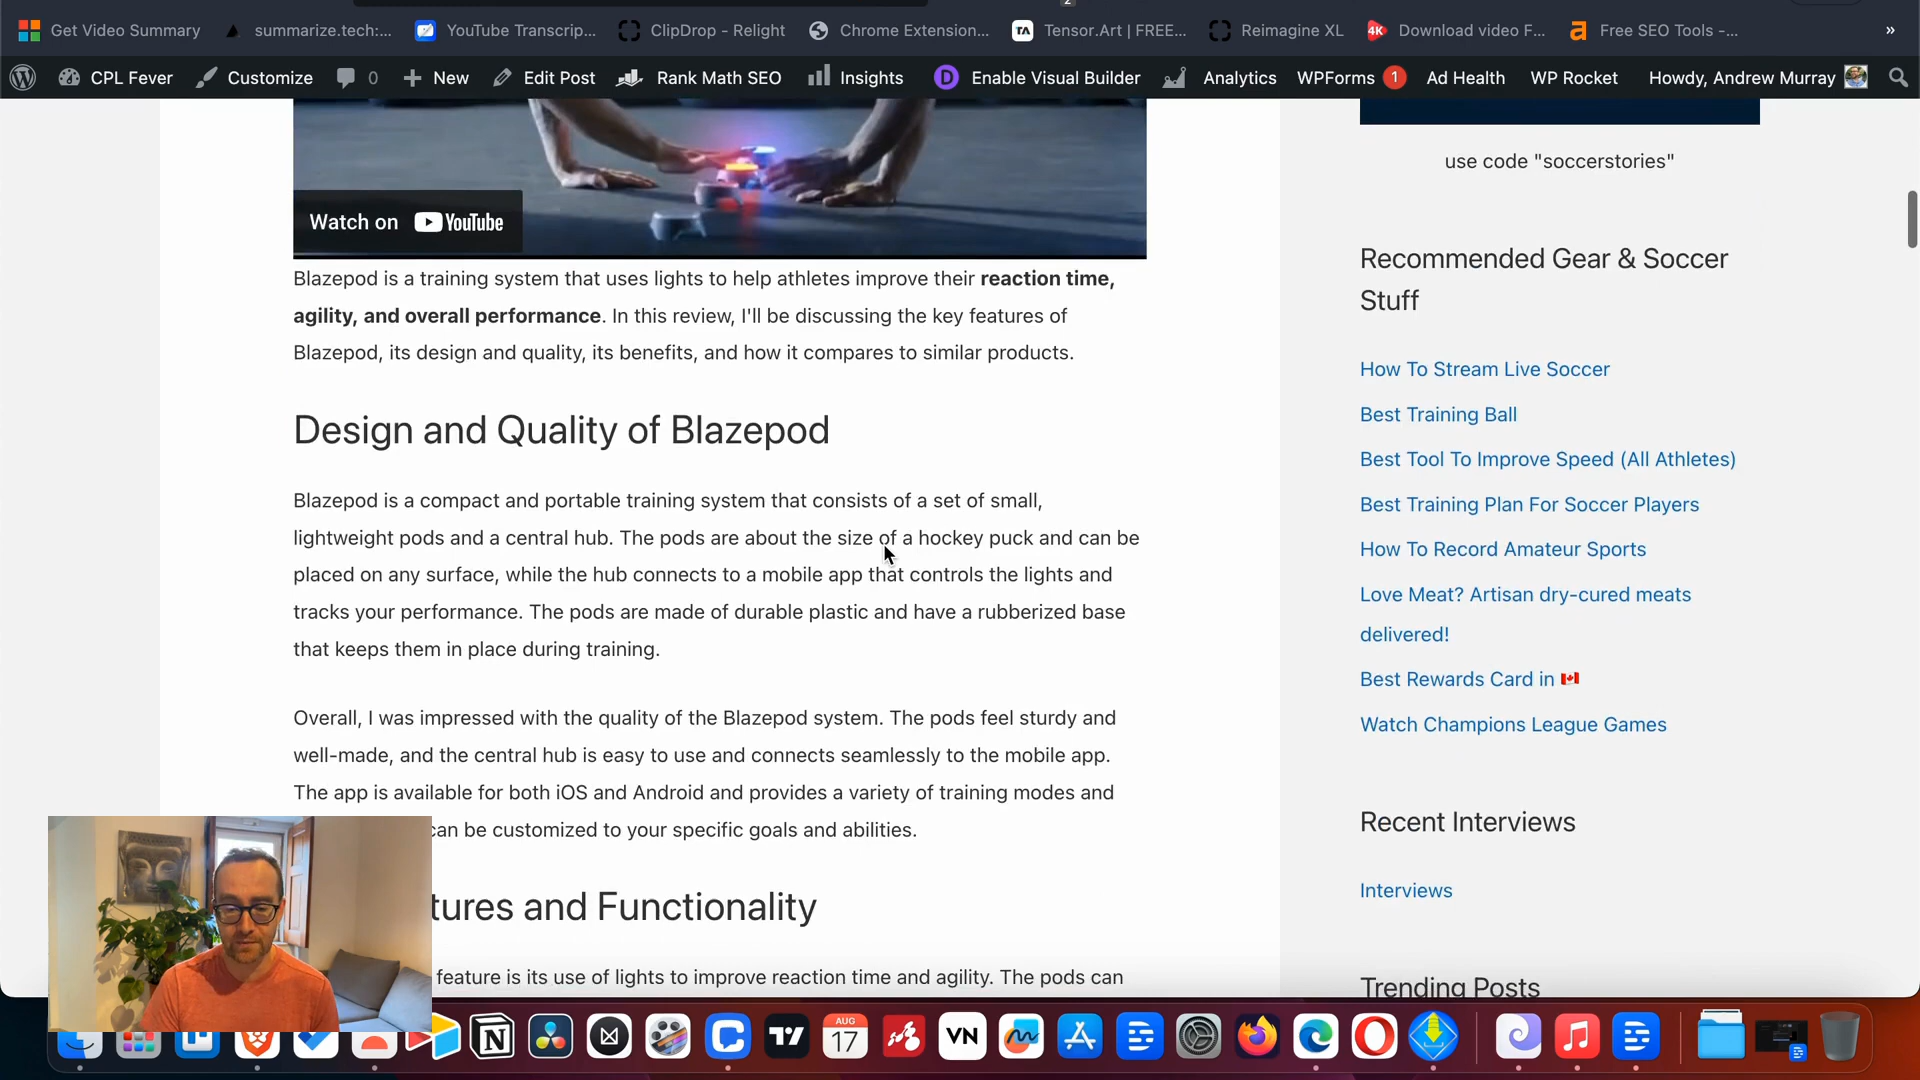 Get Video Summary
summarize.tech:...
YouTube Transcrip...
ClipDrop - Relight
Chrome Extension...
TA
Tensor.Art | FREE...
Reimagine XL
4K
Download video F...
Free SEO Tools -...
»
CPL Fever
Customize
0
New
Edit Post
Rank Math SEO
Insights
D
Enable Visual Builder
Analytics
WPForms 1
Ad Health
WP Rocket
Howdy, Andrew Murray
Watch on YouTube
Blazepod is a training system that uses lights to help athletes improve their reaction time,
agility, and overall performance. In this review, I'll be discussing the key features of
Blazepod, its design and quality, its benefits, and how it compares to similar products.
Design and Quality of Blazepod
Blazepod is a compact and portable training system that consists of a set of small,
lightweight pods and a central hub. The pods are about the size of a hockey puck and can be
placed on any surface, while the hub connects to a mobile app that controls the lights and
tracks your performance. The pods are made of durable plastic and have a rubberized base
that keeps them in place during training.
Overall, I was impressed with the quality of the Blazepod system. The pods feel sturdy and
well-made, and the central hub is easy to use and connects seamlessly to the mobile app.
The app is available for both iOS and Android and provides a variety of training modes and
can be customized to your specific goals and abilities.
tures and Functionality
feature is its use of lights to improve reaction time and agility. The pods can
use code "soccerstories"
Recommended Gear & Soccer
Stuff
How To Stream Live Soccer
Best Training Ball
Best Tool To Improve Speed (All Athletes)
Best Training Plan For Soccer Players
How To Record Amateur Sports
Love Meat? Artisan dry-cured meats
delivered!
Best Rewards Card in
Watch Champions League Games
Recent Interviews
Interviews
Trending Posts
AUG
17
VN